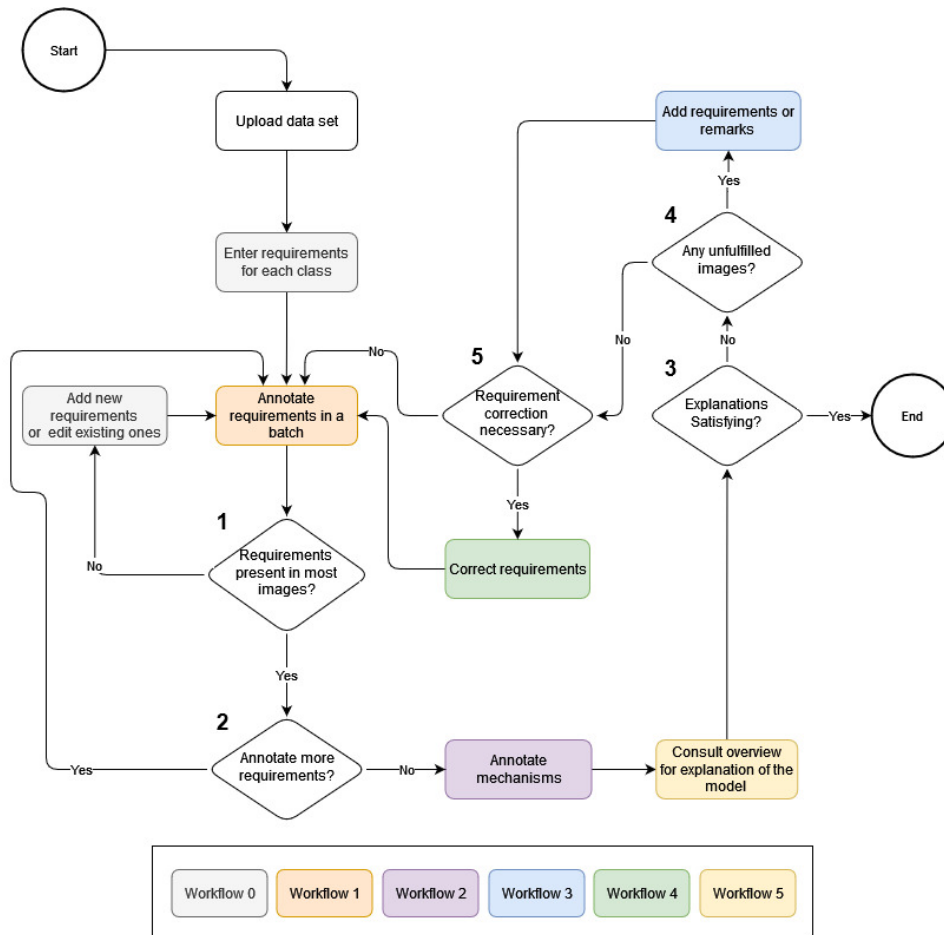 Start
Upload data set
Enter requirements
for each class
Add new
requirements
or edit existing ones
Annotate
requirements in a
batch
1
Requirements
present in most
images?
No
Yes
2
Annotate more
requirements?
Yes
No
Annotate
mechanisms
Consult overview
for explanation of the
model
3
Explanations
Satisfying?
Yes
End
No
4
Any unfulfilled
images?
Yes
Add requirements or
remarks
No
5
Requirement
correction
necessary?
No
Yes
Correct requirements
Workflow 0
Workflow 1
Workflow 2
Workflow 3
Workflow 4
Workflow 5